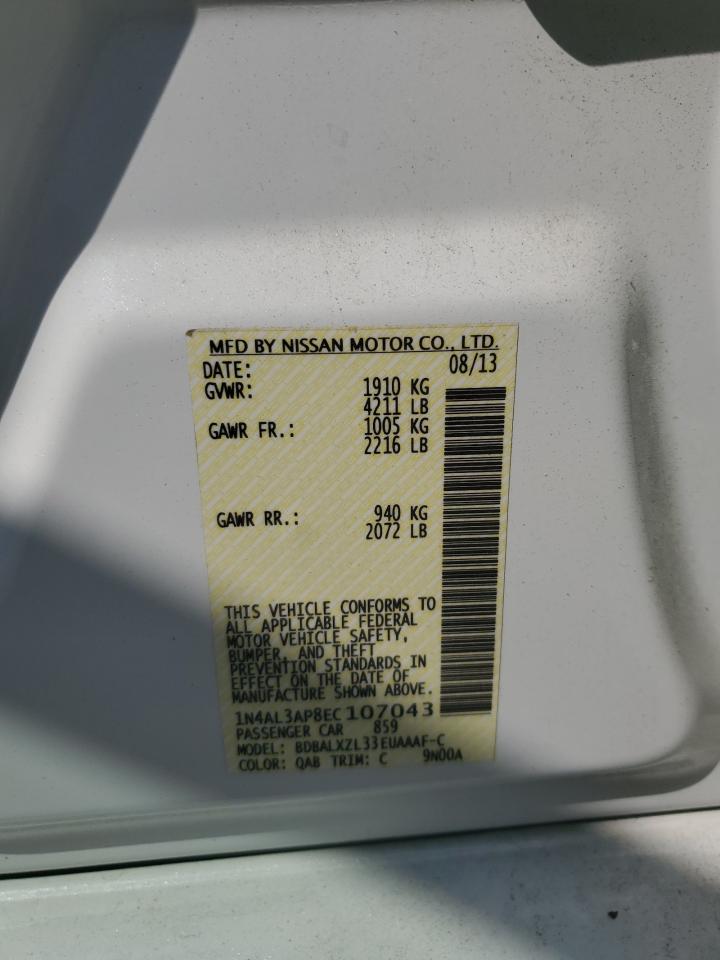 MFD BY NISSAN MOTOR CO., LTD.
DATE: 08/13
GVWR: 1910 KG
4211 LB
GAWR FR.: 1005 KG
2216 LB
GAWR RR.: 940 KG
2072 LB
THIS VEHICLE CONFORMS TO
ALL APPLICABLE FEDERAL
MOTOR VEHICLE SAFETY,
BUMPER, AND THEFT
PREVENTION STANDARDS IN
EFFECT ON THE DATE OF
MANUFACTURE SHOWN ABOVE.
1N4AL3AP8EC107043
PASSENGER CAR 859
MODEL: BDBALXZL33EUAAAF-C
COLOR: QAB TRIM: C 9N00A